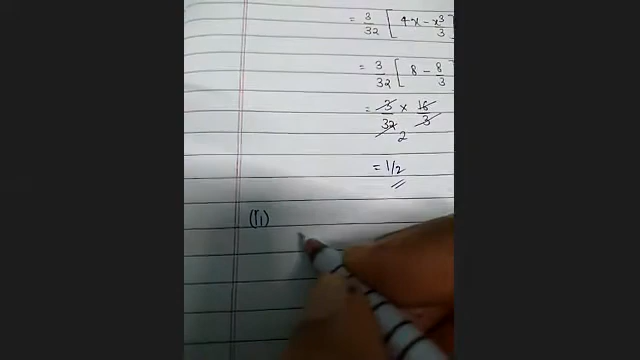 = 3/32 [ 4x - x³/3 ]
= 3/32 [ 8 - 8/3 ]
= 3/32 × 16/3
2
= 1/2
(ii)